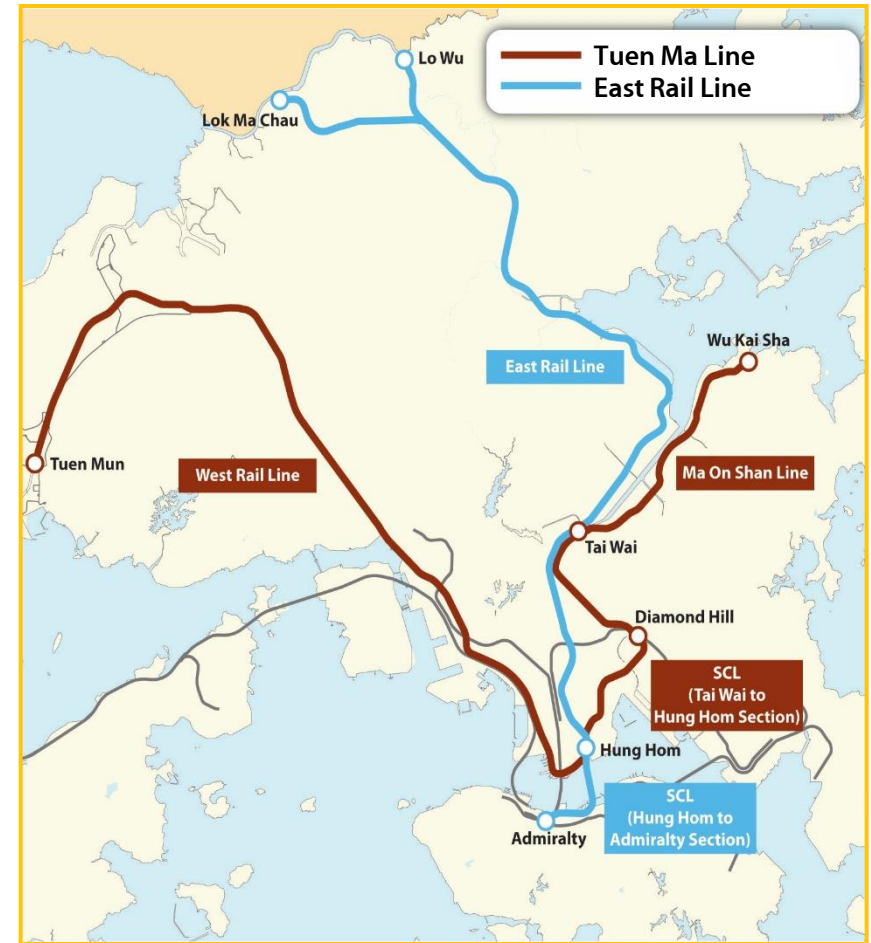 Tuen Ma Line
East Rail Line
Lo Wu
Lok Ma Chau
Wu Kai Sha
East Rail Line
Tuen Mun
West Rail Line
Ma On Shan Line
Tai Wai
Diamond Hill
SCL
(Tai Wai to
Hung Hom Section)
Hung Hom
SCL
(Hung Hom to
Admiralty Section)
Admiralty